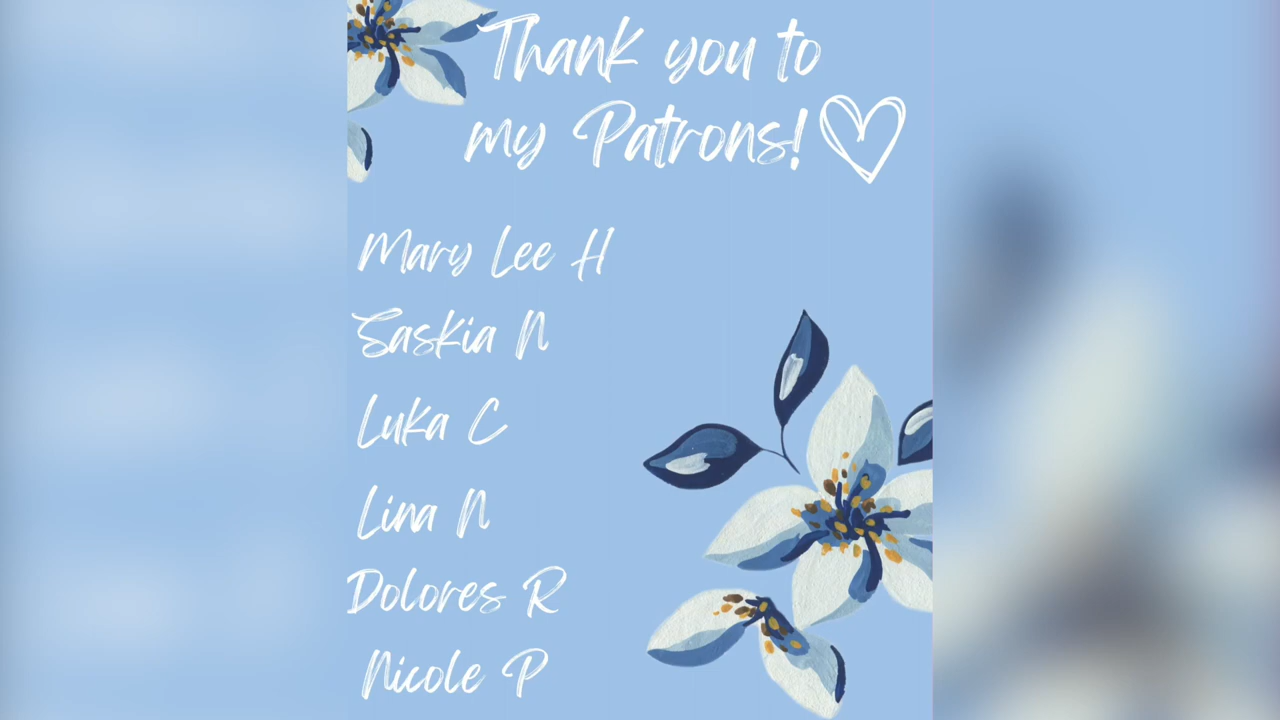 Thank you to
my Patrons!
Mary Lee H
Saskia N
Luka C
Lina N
Dolores R
Nicole P